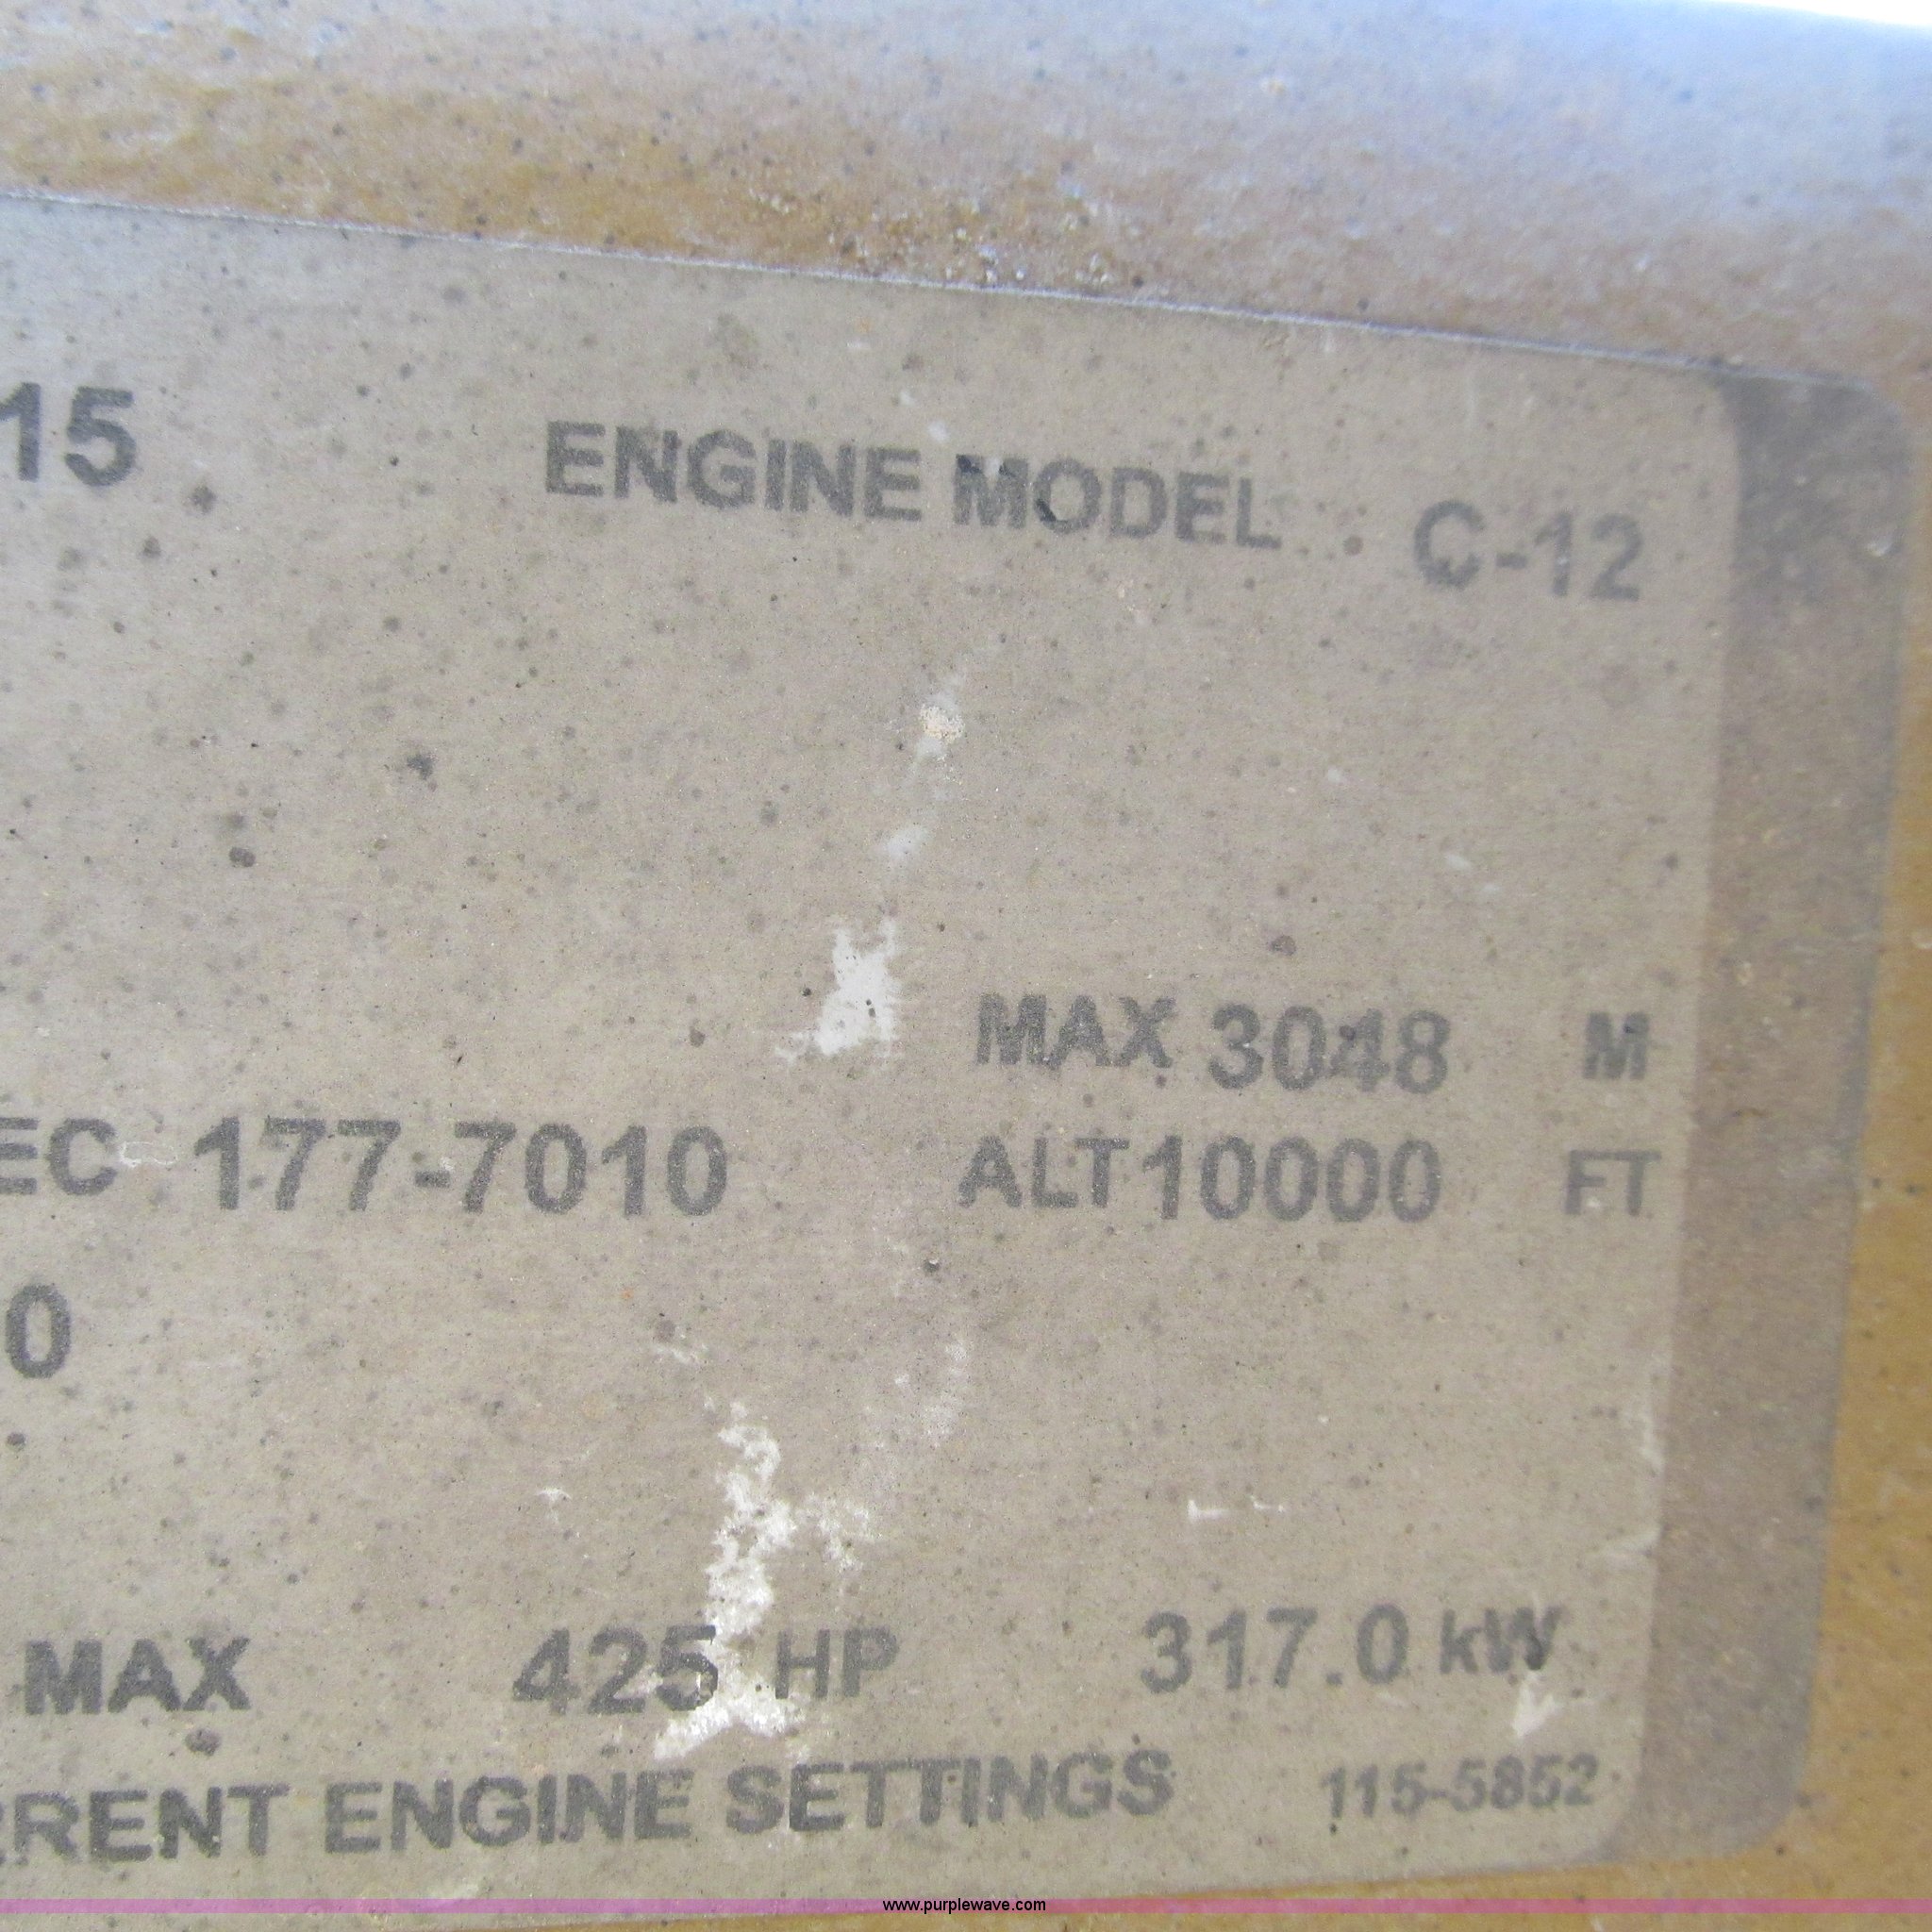 15 ENGINE MODEL C-12
MAX 3048 M
EC 177-7010 ALT 10000 FT
0
MAX 425 HP 317.0 kW
RRENT ENGINE SETTINGS 115-5852
www.purplewave.com